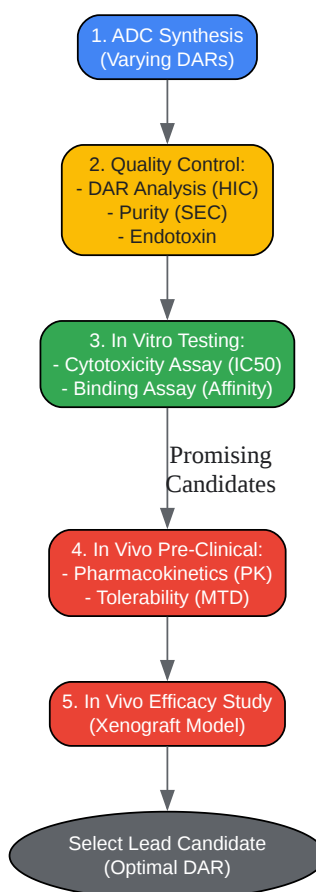 1. ADC Synthesis
(Varying DARs)
2. Quality Control:
- DAR Analysis (HIC)
- Purity (SEC)
- Endotoxin
3. In Vitro Testing:
- Cytotoxicity Assay (IC50)
- Binding Assay (Affinity)
Promising
Candidates
4. In Vivo Pre-Clinical:
- Pharmacokinetics (PK)
- Tolerability (MTD)
5. In Vivo Efficacy Study
(Xenograft Model)
Select Lead Candidate
(Optimal DAR)